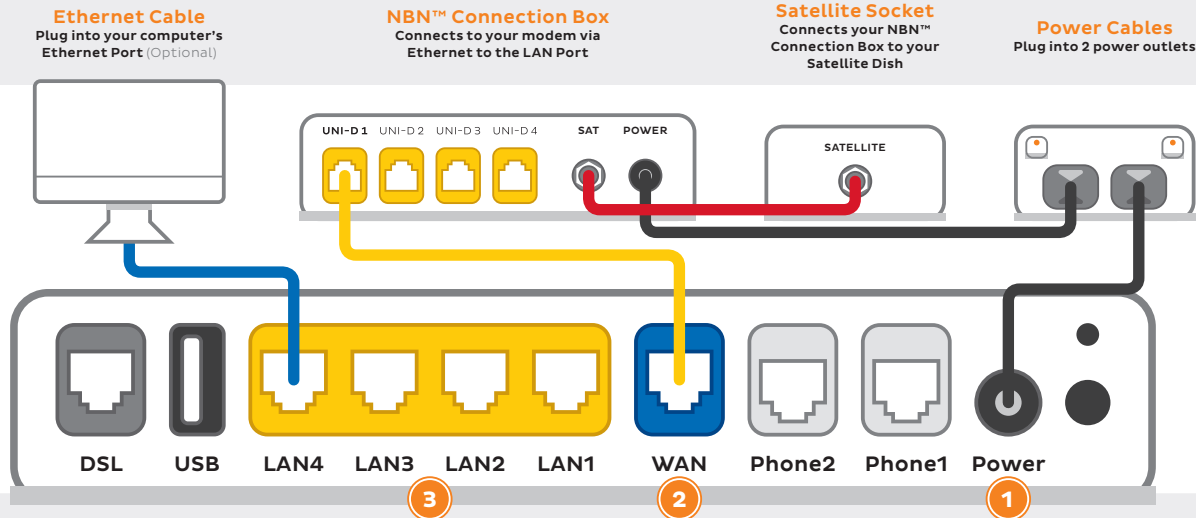 Ethernet Cable
Plug into your computer's
Ethernet Port (Optional)
NBN™ Connection Box
Connects to your modem via
Ethernet to the LAN Port
Satellite Socket
Connects your NBN™
Connection Box to your
Satellite Dish
Power Cables
Plug into 2 power outlets
UNI-D 1 UNI-D 2 UNI-D 3 UNI-D 4 SAT POWER
SATELLITE
DSL USB LAN4 LAN3 LAN2 LAN1 WAN Phone2 Phone1 Power
3 2 1